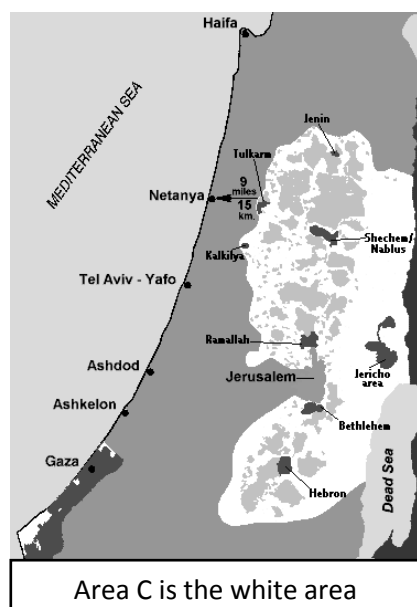 Haifa
MEDITERRANEAN SEA
Jenin
Tulkarm
9
miles
Netanya
15
km.
Shechem/
Nablus
Kalkilya
Tel Aviv - Yafo
Ramallah
Jericho
area
Jerusalem
Ashdod
Ashkelon
Bethlehem
Gaza
Dead Sea
Hebron
Area C is the white area